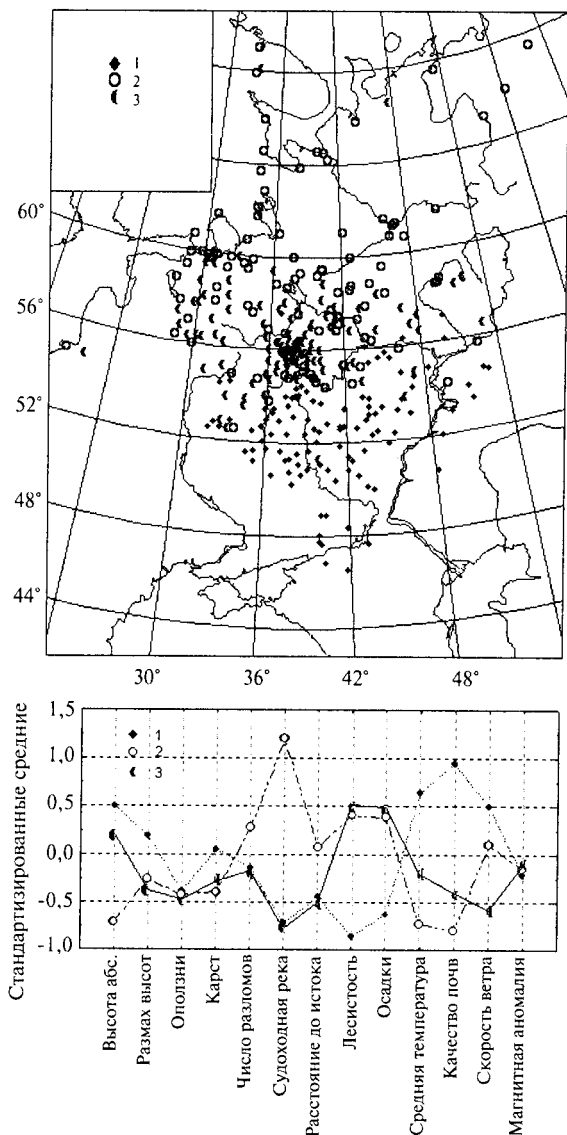 1
2
3
60°
56°
52°
48°
44°
30°
36°
42°
48°
Стандартизированные средние
1,5
1,0
0,5
0,0
-0,5
-1,0
1
2
3
Высота абс.
Размах высот
Оползни
Карст
Число разломов
Судоходная река
Расстояние до истока
Лесистость
Осадки
Средняя температура
Качество почв
Скорость ветра
Магнитная аномалия